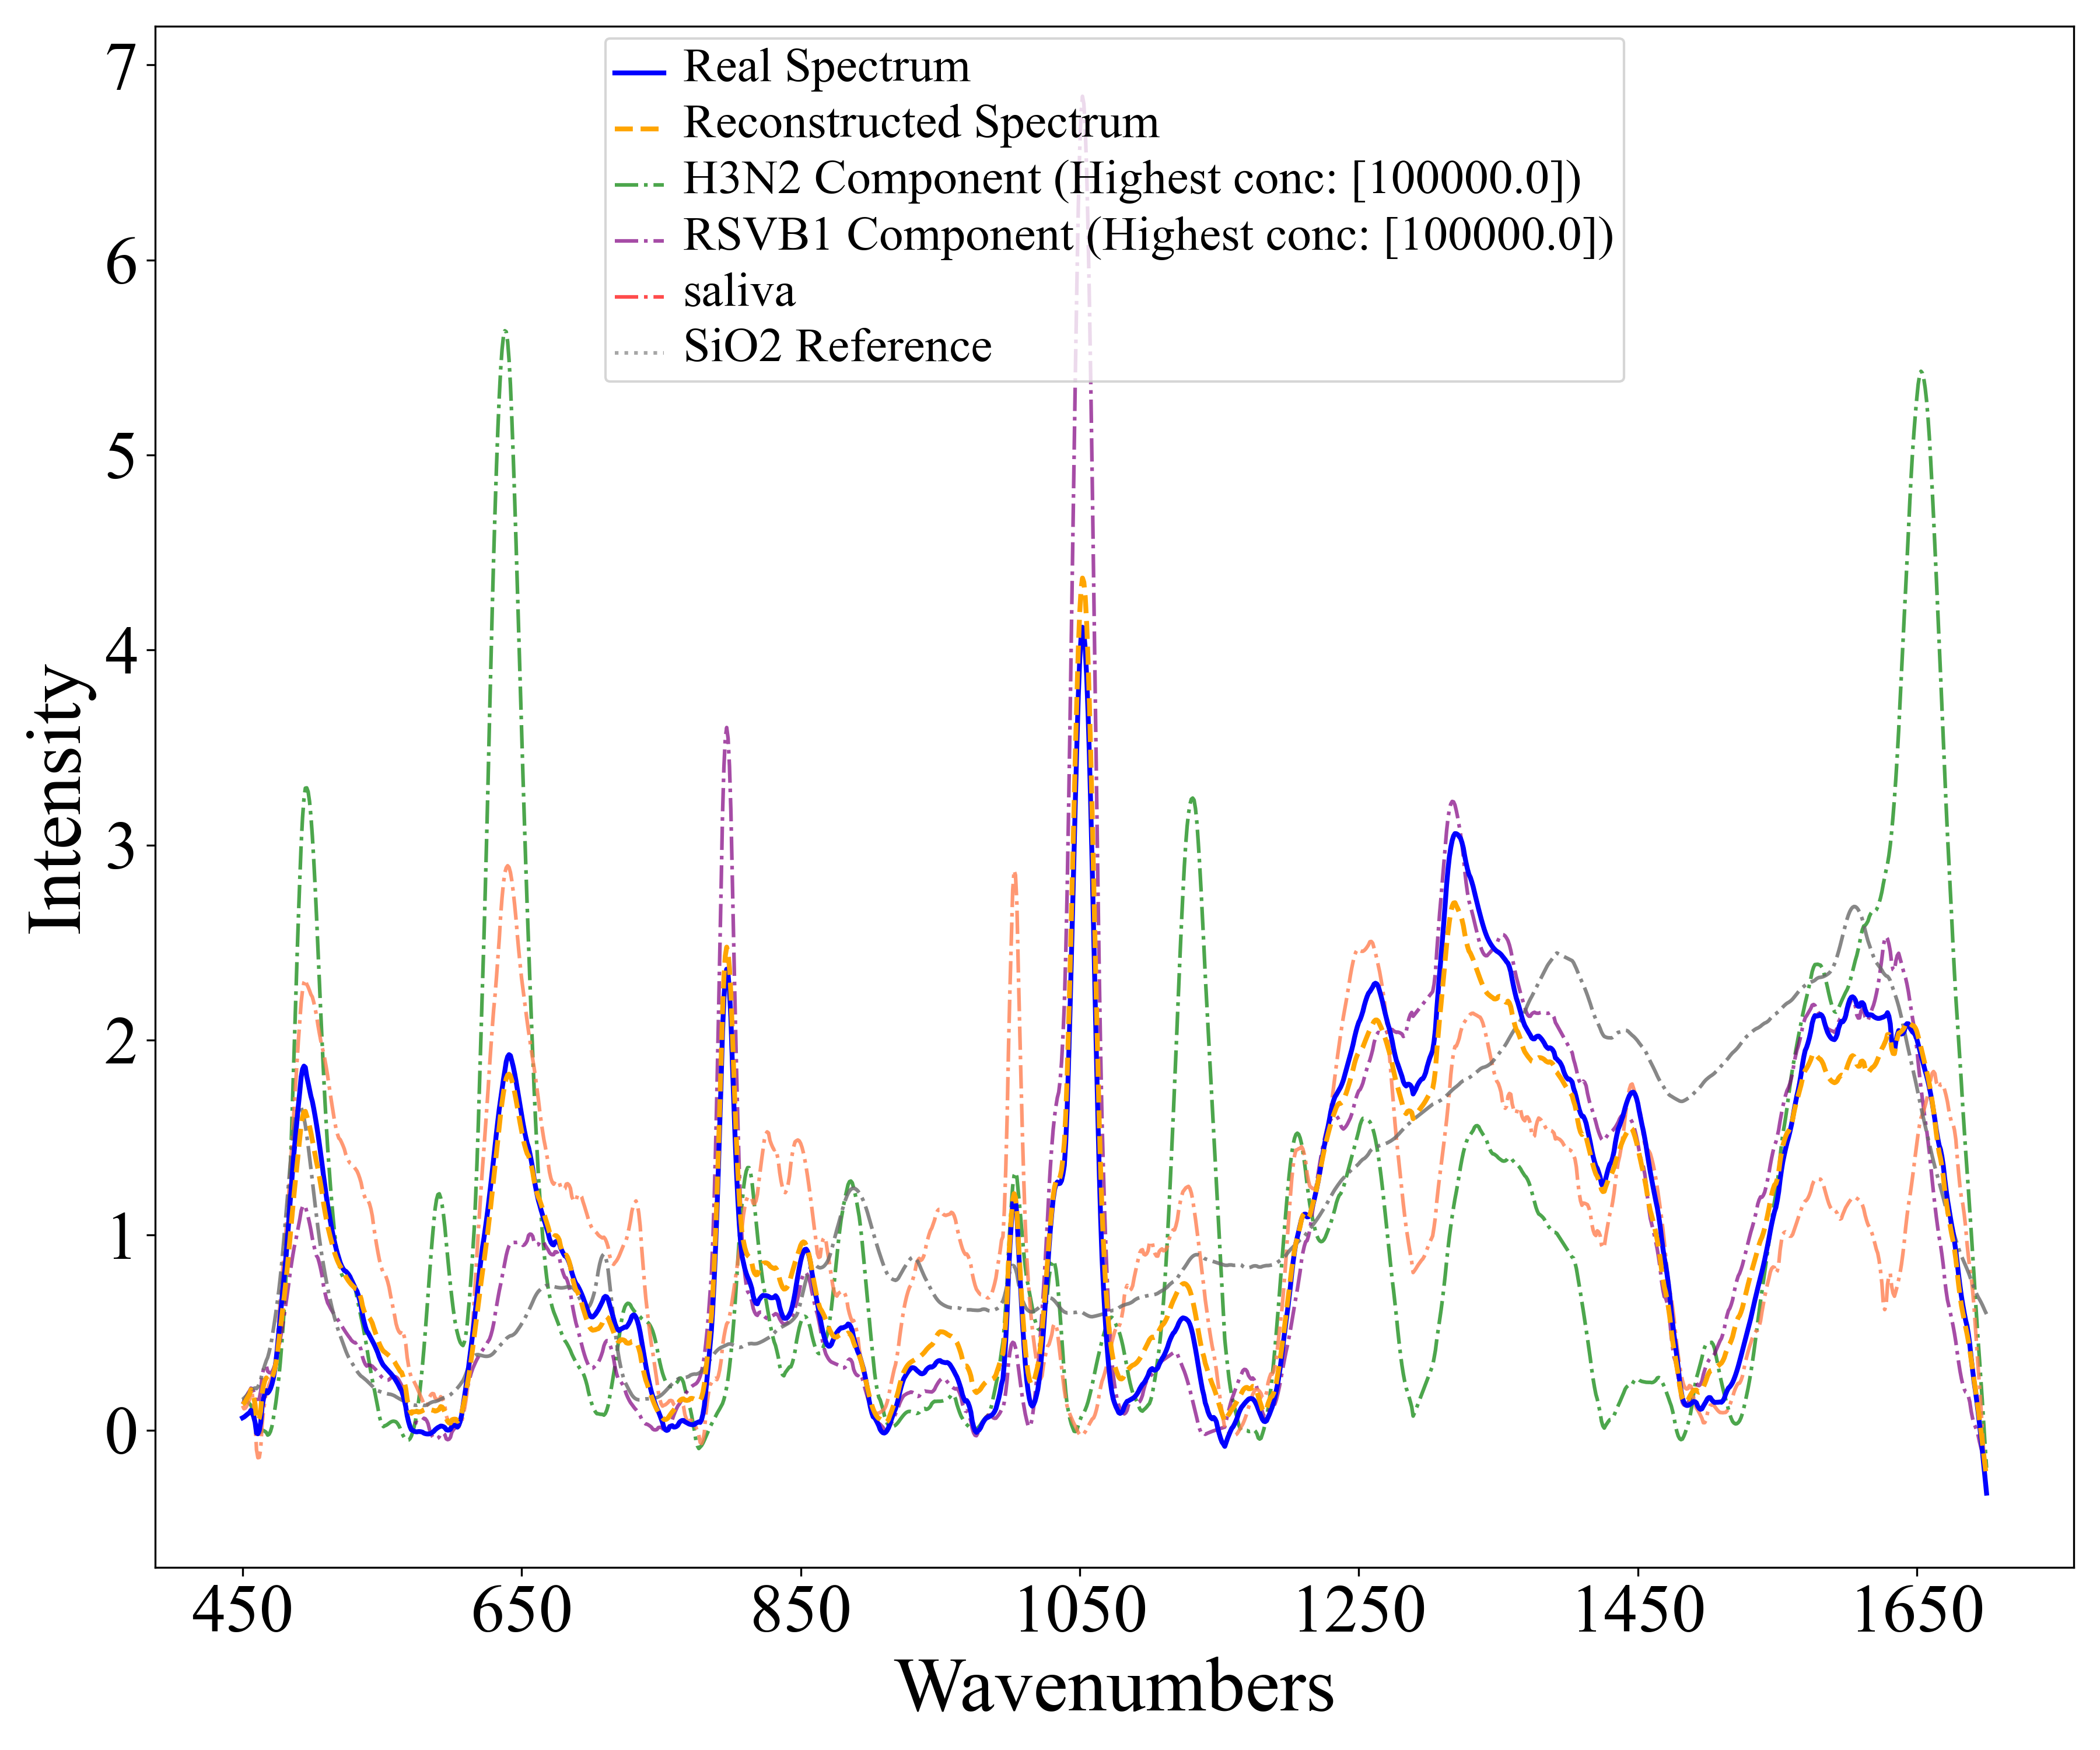 Real Spectrum
Reconstructed Spectrum
H3N2 Component (Highest conc: [100000.0])
RSVB1 Component (Highest conc: [100000.0])
saliva
SiO2 Reference
7
6
5
4
3
2
1
0
Intensity
450 650 850 1050 1250 1450 1650
Wavenumbers